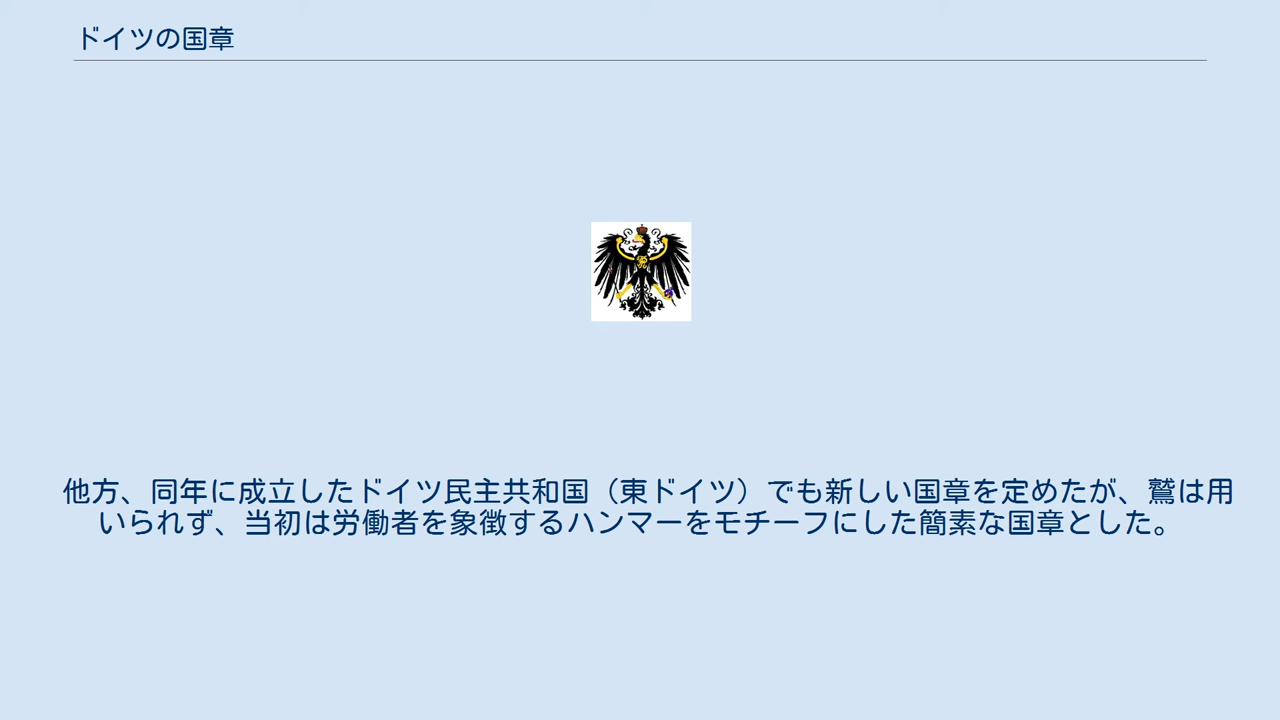 ドイツの国章
他方、同年に成立したドイツ民主共和国（東ドイツ）でも新しい国章を定めたが、鷲は用
いられず、当初は労働者を象徴するハンマーをモチーフにした簡素な国章とした。